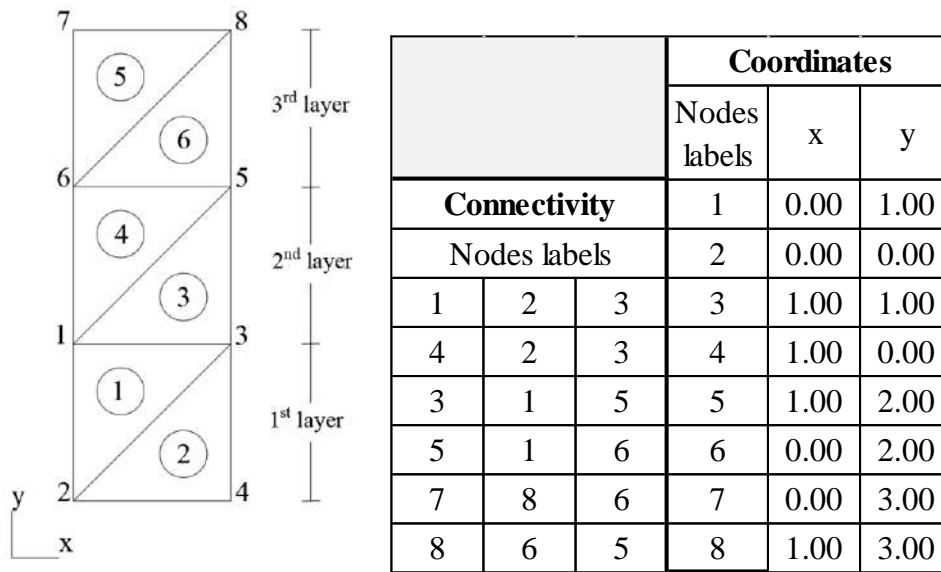 7 8
5
3rd layer
6
6 5
4
2nd layer
3
1 3
1
1st layer
2
2 4
y
x
Coordinates
Nodes labels x y
Connectivity 1 0.00 1.00
Nodes labels 2 0.00 0.00
1 2 3 3 1.00 1.00
4 2 3 4 1.00 0.00
3 1 5 5 1.00 2.00
5 1 6 6 0.00 2.00
7 8 6 7 0.00 3.00
8 6 5 8 1.00 3.00